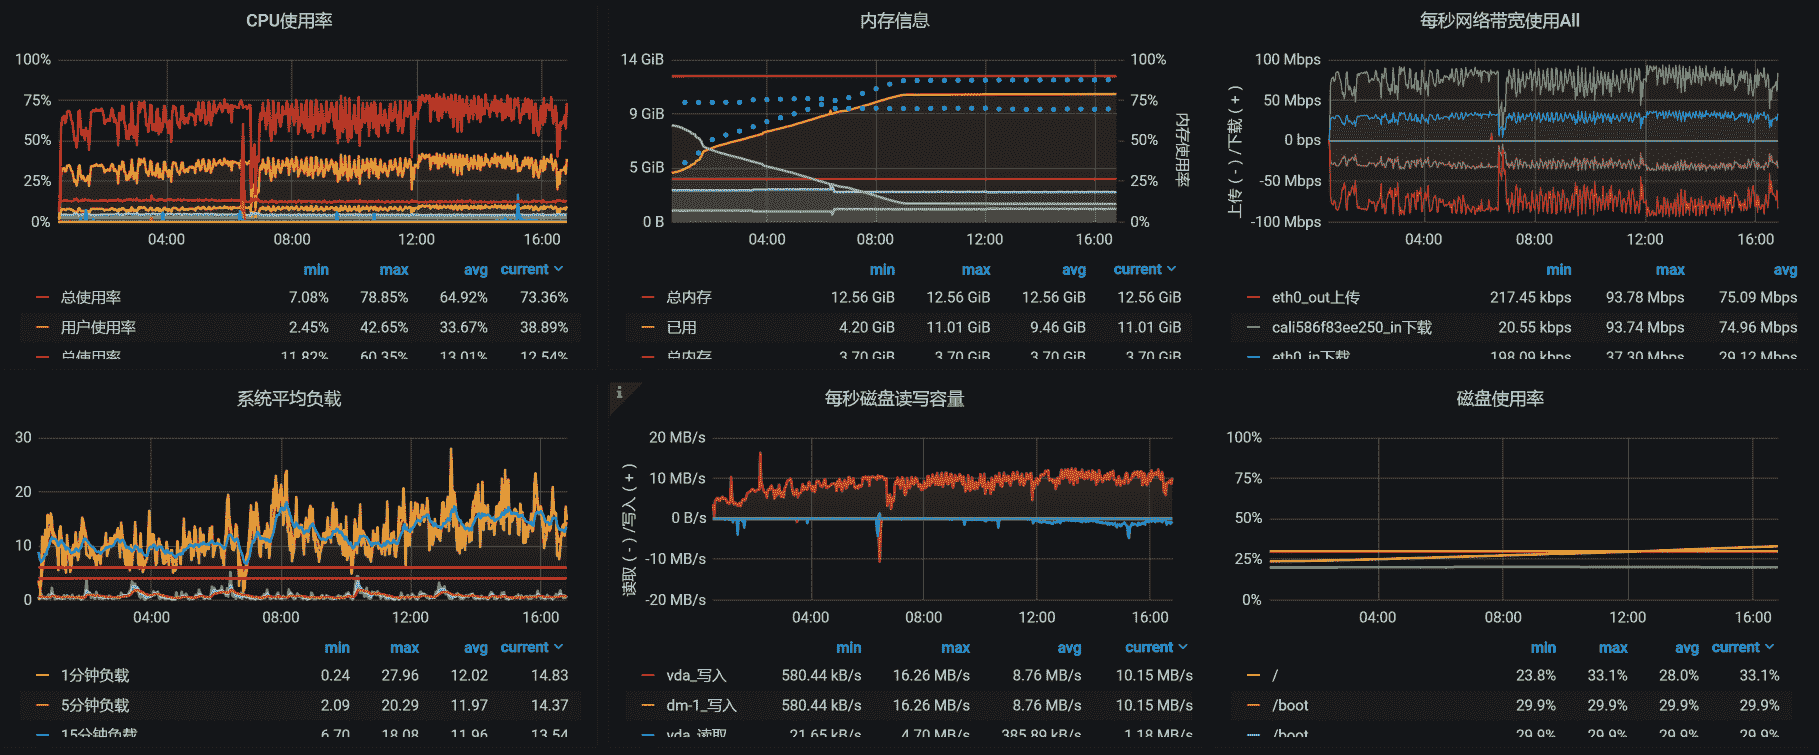 CPU使用率
100%
75%
50%
25%
0%
04:00 08:00 12:00 16:00
min max avg current
总使用率 7.08% 78.85% 64.92% 73.36%
用户使用率 2.45% 42.65% 33.67% 38.89%
总使用率 11.82% 60.35% 13.01% 12.54%
内存信息
14 GiB 100%
75%
9 GiB
50%
5 GiB
25%
0 B 0%
内存使用率
04:00 08:00 12:00 16:00
min max avg current
总内存 12.56 GiB 12.56 GiB 12.56 GiB 12.56 GiB
已用 4.20 GiB 11.01 GiB 9.46 GiB 11.01 GiB
总内存 3.70 GiB 3.70 GiB 3.70 GiB 3.70 GiB
每秒网络带宽使用All
上传 ( - ) /下载 ( + )
100 Mbps
50 Mbps
0 bps
-50 Mbps
-100 Mbps
04:00 08:00 12:00 16:00
min max avg
eth0_out上传 217.45 kbps 93.78 Mbps 75.09 Mbps
cali586f83ee250_in下载 20.55 kbps 93.74 Mbps 74.96 Mbps
eth0_in下载 198.09 kbps 37.30 Mbps 29.12 Mbps
系统平均负载
30
20
10
0
04:00 08:00 12:00 16:00
min max avg current
1分钟负载 0.24 27.96 12.02 14.83
5分钟负载 2.09 20.29 11.97 14.37
15分钟负载 6.70 18.08 11.96 13.54
i
每秒磁盘读写容量
读取 ( - ) /写入 ( + )
20 MB/s
10 MB/s
0 B/s
-10 MB/s
-20 MB/s
04:00 08:00 12:00 16:00
min max avg current
vda_写入 580.44 kB/s 16.26 MB/s 8.76 MB/s 10.15 MB/s
dm-1_写入 580.44 kB/s 16.26 MB/s 8.76 MB/s 10.15 MB/s
vda_读取 21.65 kB/s 4.70 MB/s 385.89 kB/s 1.18 MB/s
磁盘使用率
100%
75%
50%
25%
0%
04:00 08:00 12:00 16:00
min max avg current
/ 23.8% 33.1% 28.0% 33.1%
/boot 29.9% 29.9% 29.9% 29.9%
/boot 29.9% 29.9% 29.9% 29.9%